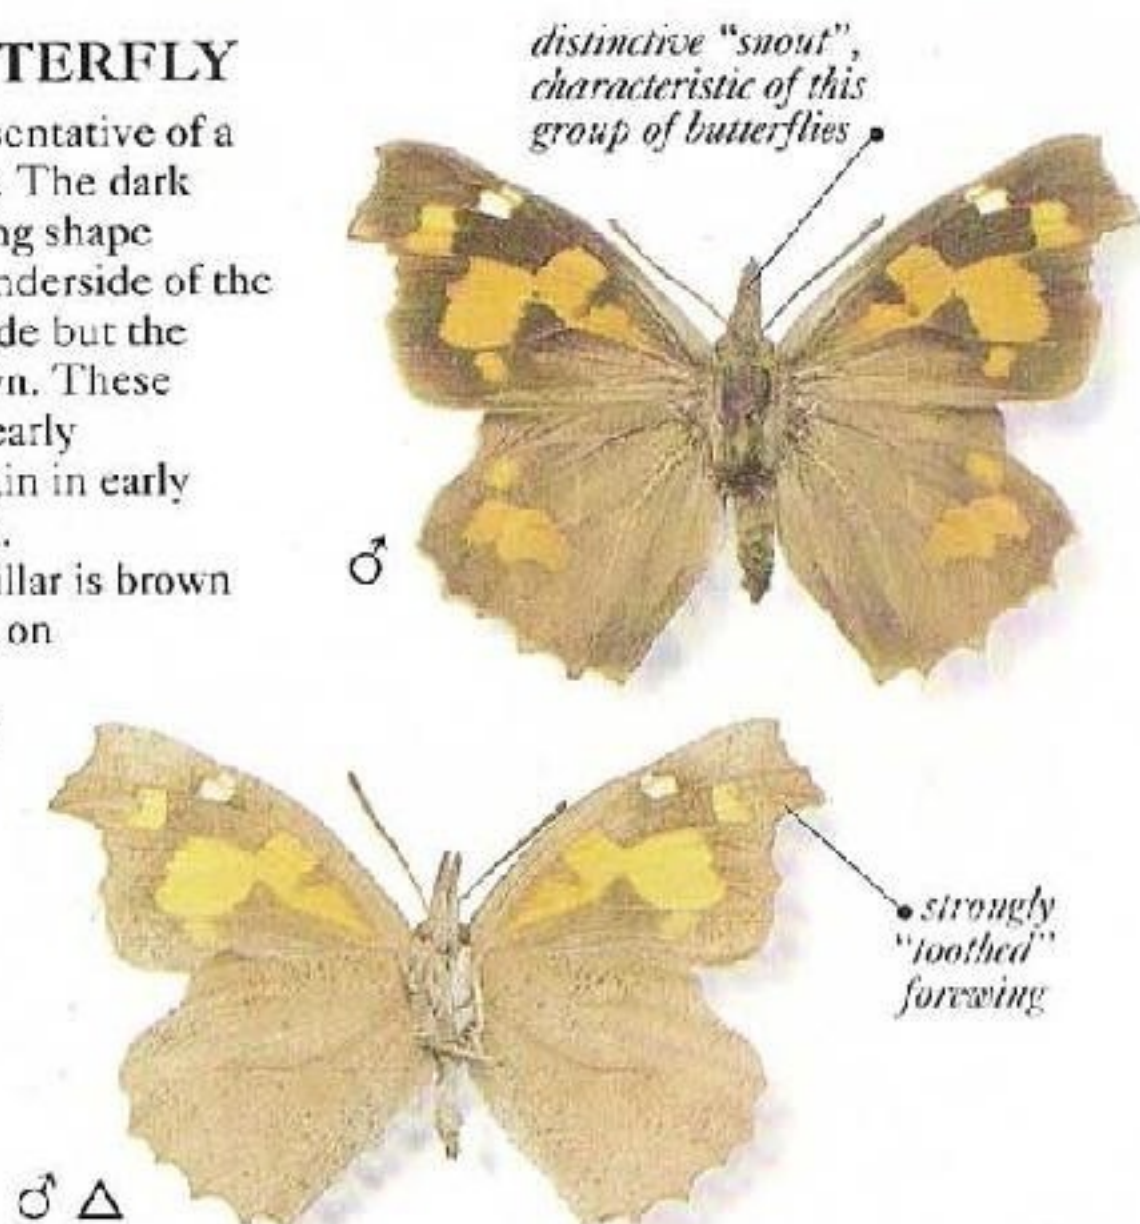 TERFLY
sentative of a
. The dark
ng shape
nderside of the
de but the
n. These
early
in in early
.
illar is brown
on
distinctive "snout",
characteristic of this
group of butterflies
♂
strongly
"toothed"
forewing
♂ △